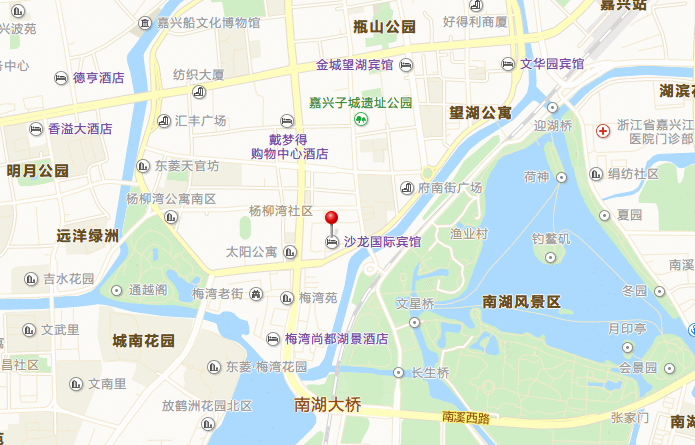 嘉兴站
兴波苑
嘉兴船文化博物馆
瓶山公园
好得利商厦
金城望湖宾馆
文华园宾馆
务中心
德亨酒店
纺织大厦
湖滨花
嘉兴子城遗址公园
望湖公寓
香溢大酒店
汇丰广场
迎湖桥
浙江省嘉兴江
医院门诊部
戴梦得
购物中心酒店
明月公园
东菱天官坊
荷神
绢纺社区
府南街广场
杨柳湾公寓南区
杨柳湾社区
夏园
远洋绿洲
渔业村
钓鳌矶
沙龙国际宾馆
太阳公寓
南溪
吉水花园
通越阁
梅湾老街
梅湾苑
文星桥
南湖风景区
冬园
文武里
城南花园
梅湾尚都湖景酒店
月印亭
昌社区
东菱·梅湾花园
长生桥
会景园
文南里
放鹤洲花园北区
南湖大桥
南溪西路
张家门
南湖
苑